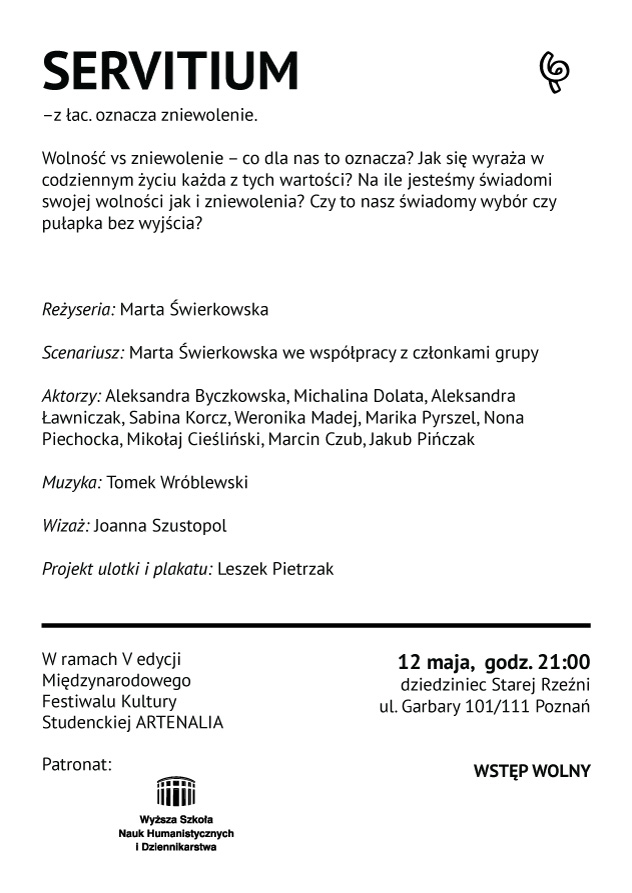 SERVITIUM
–z łac. oznacza zniewolenie.
Wolność vs zniewolenie – co dla nas to oznacza? Jak się wyraża w
codziennym życiu każda z tych wartości? Na ile jesteśmy świadomi
swojej wolności jak i zniewolenia? Czy to nasz świadomy wybór czy
pułapka bez wyjścia?
Reżyseria: Marta Świerkowska
Scenariusz: Marta Świerkowska we współpracy z członkami grupy
Aktorzy: Aleksandra Byczkowska, Michalina Dolata, Aleksandra
Ławniczak, Sabina Korcz, Weronika Madej, Marika Pyrszel, Nona
Piechocka, Mikołaj Cieśliński, Marcin Czub, Jakub Pińczak
Muzyka: Tomek Wróblewski
Wizaż: Joanna Szustopol
Projekt ulotki i plakatu: Leszek Pietrzak
W ramach V edycji
Międzynarodowego
Festiwalu Kultury
Studenckiej ARTENALIA
Patronat:
Wyższa Szkoła
Nauk Humanistycznych
i Dziennikarstwa
12 maja, godz. 21:00
dziedziniec Starej Rzeźni
ul. Garbary 101/111 Poznań
WSTĘP WOLNY